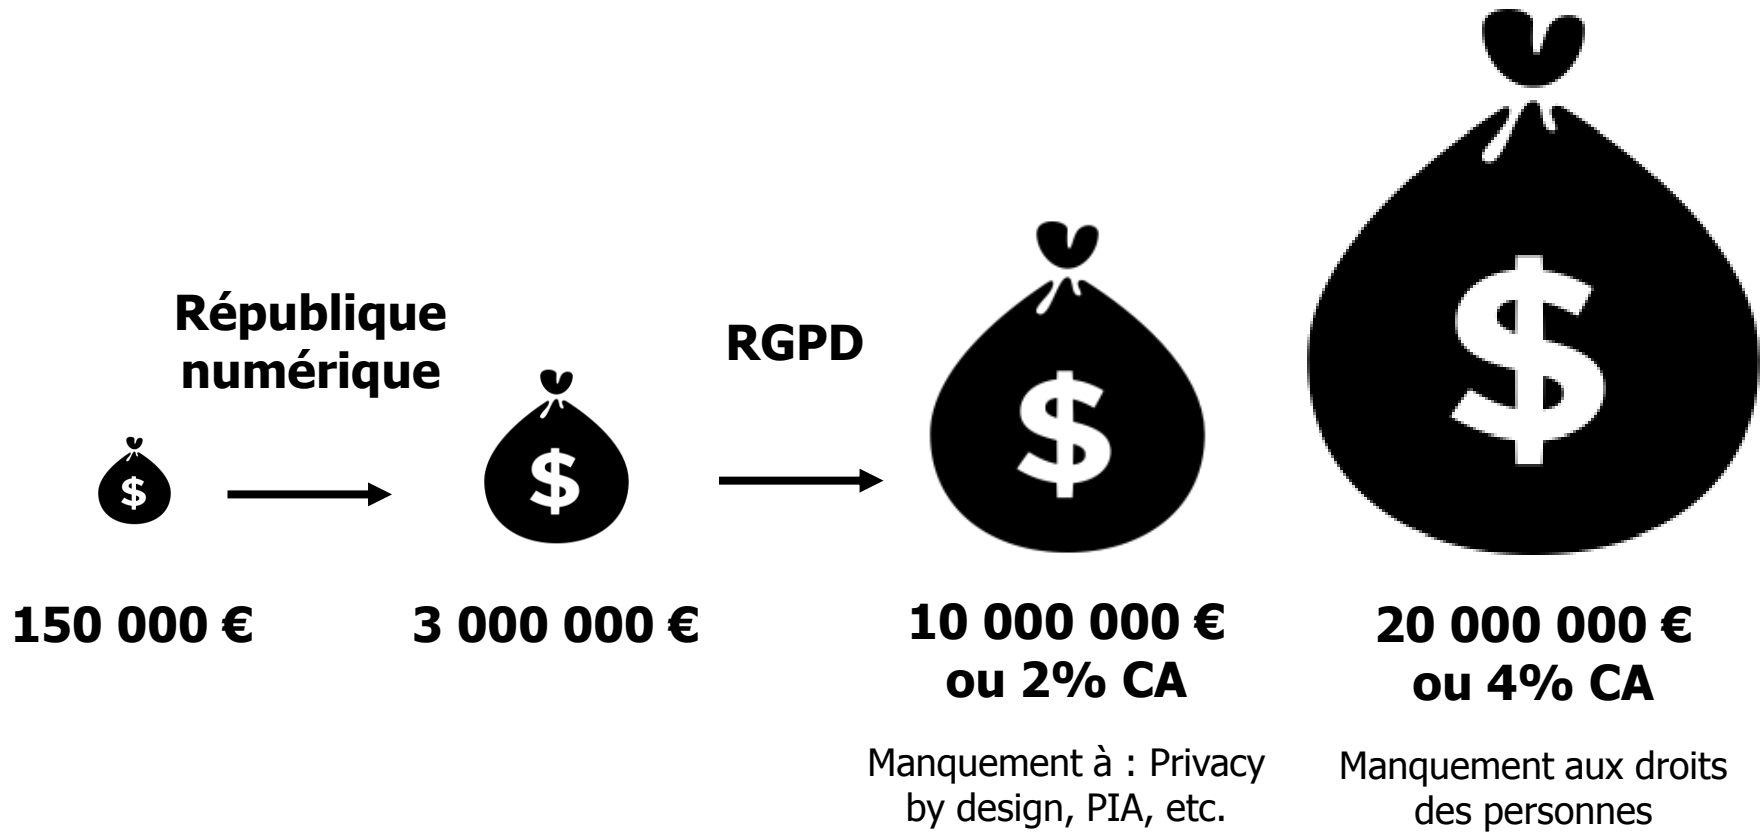 République
numérique
RGPD
$
$
$
$
150 000 €
3 000 000 €
10 000 000 €
ou 2% CA
20 000 000 €
ou 4% CA
Manquement à : Privacy
by design, PIA, etc.
Manquement aux droits
des personnes